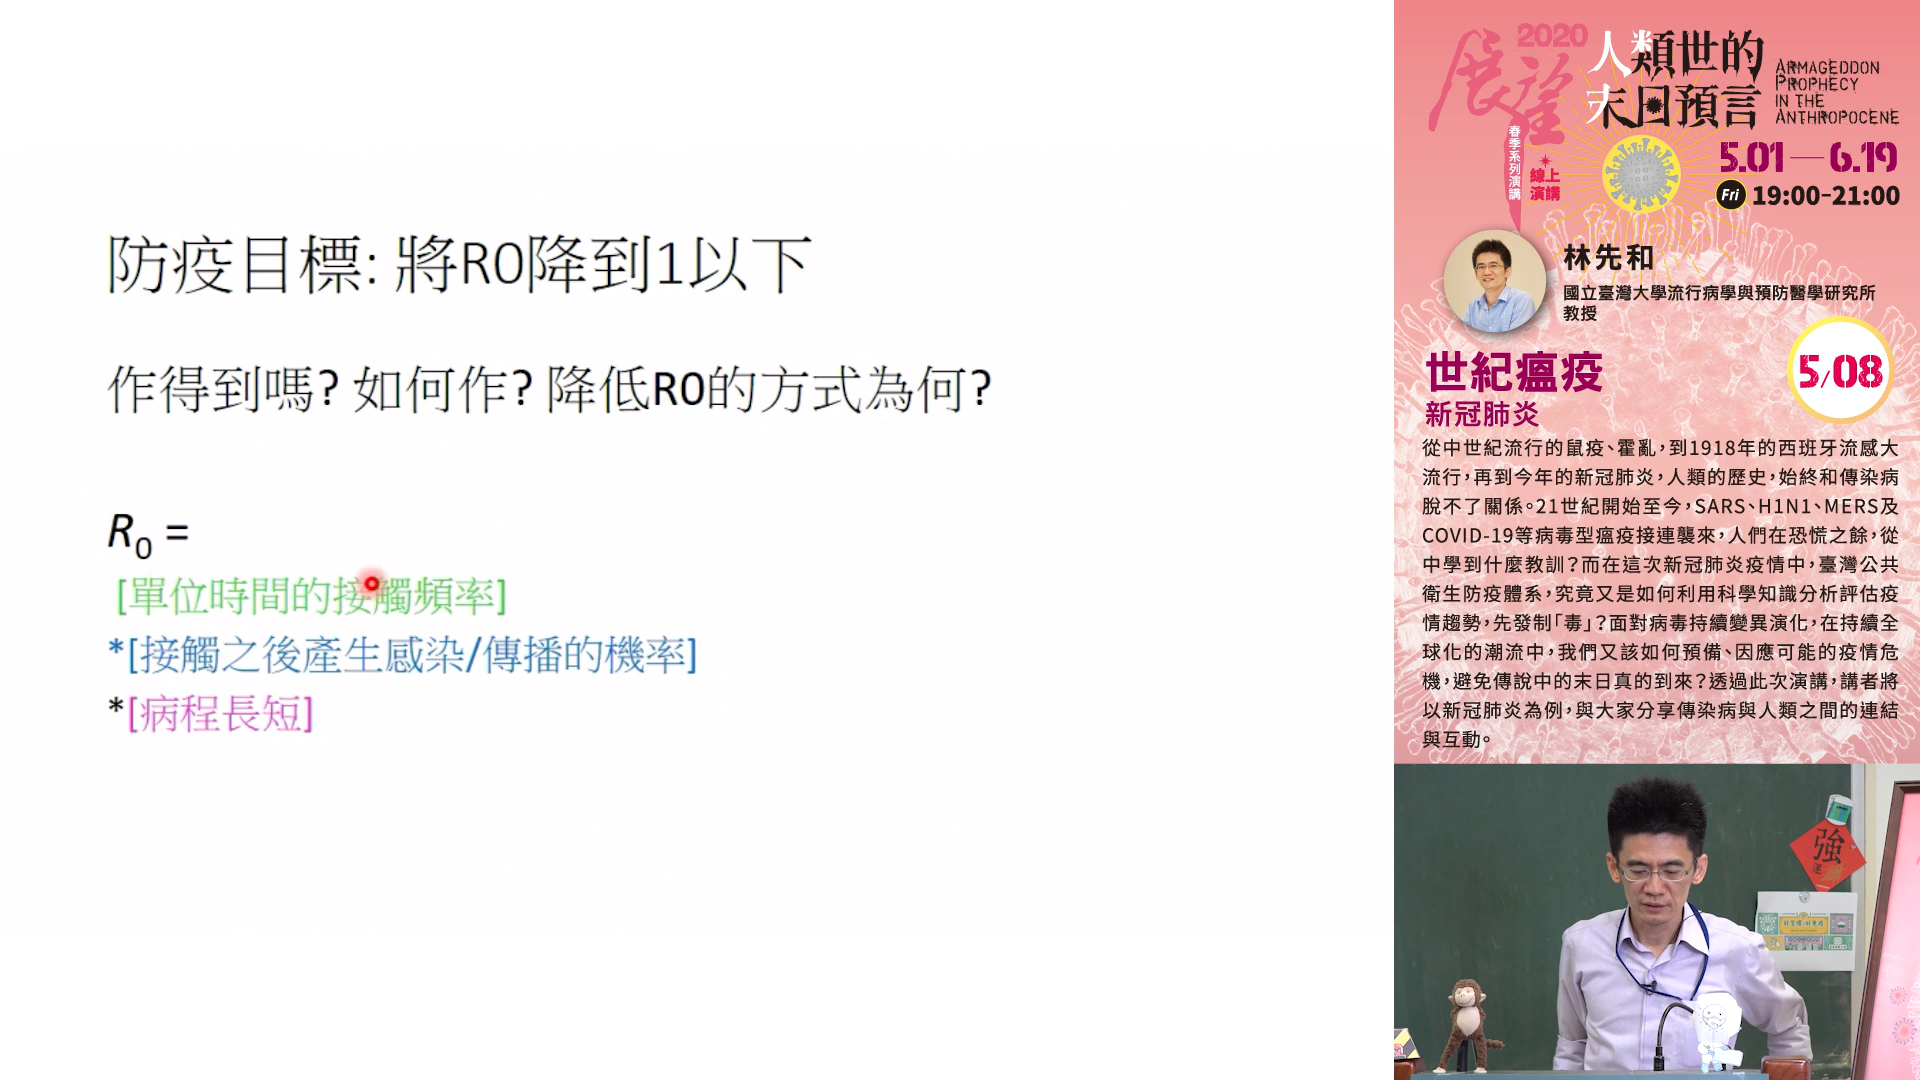 防疫目標: 將R0降到1以下
作得到嗎? 如何作? 降低R0的方式為何?
R0 =
[單位時間的接觸頻率]
*[接觸之後產生感染/傳播的機率]
*[病程長短]
2020
展望
春季系列演講
線上
演講
人類世的
末日預言
ARMAGEDDON
PROPHECY
IN THE
ANTHROPOCENE
5.01—6.19
Fri 19:00-21:00
林先和
國立臺灣大學流行病學與預防醫學研究所
教授
5/08
世紀瘟疫
新冠肺炎
從中世紀流行的鼠疫、霍亂,到1918年的西班牙流感大
流行,再到今年的新冠肺炎,人類的歷史,始終和傳染病
脫不了關係。21世紀開始至今,SARS、H1N1、MERS及
COVID-19等病毒型瘟疫接連襲來,人們在恐慌之餘,從
中學到什麼教訓?而在這次新冠肺炎疫情中,臺灣公共
衛生防疫體系,究竟又是如何利用科學知識分析評估疫
情趨勢,先發制「毒」?面對病毒持續變異演化,在持續全
球化的潮流中,我們又該如何預備、因應可能的疫情危
機,避免傳說中的末日真的到來?透過此次演講,講者將
以新冠肺炎為例,與大家分享傳染病與人類之間的連結
與互動。
強